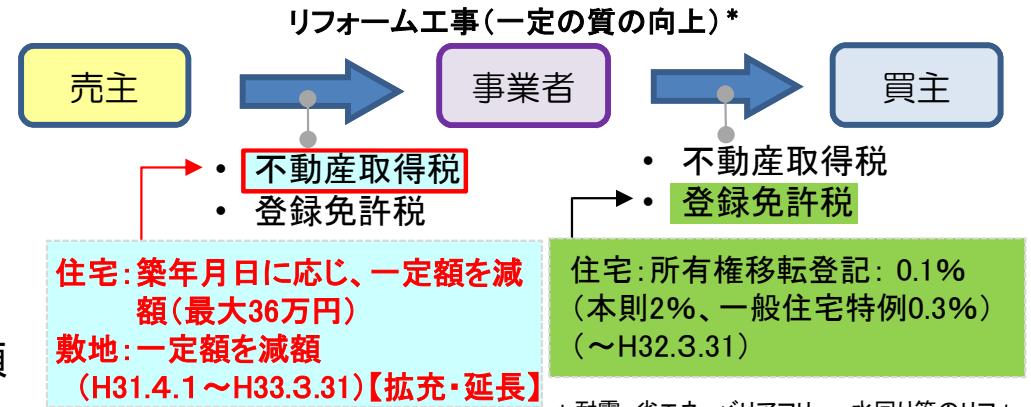 リフォーム工事(一定の質の向上)*
売主
事業者
買主
• 不動産取得税
• 登録免許税
• 不動産取得税
• 登録免許税
住宅:築年月日に応じ、一定額を減
額(最大36万円)
敷地:一定額を減額
(H31.4.1~H33.3.31)【拡充・延長】
住宅:所有権移転登記: 0.1%
(本則2%、一般住宅特例0.3%)
(~H32.3.31)